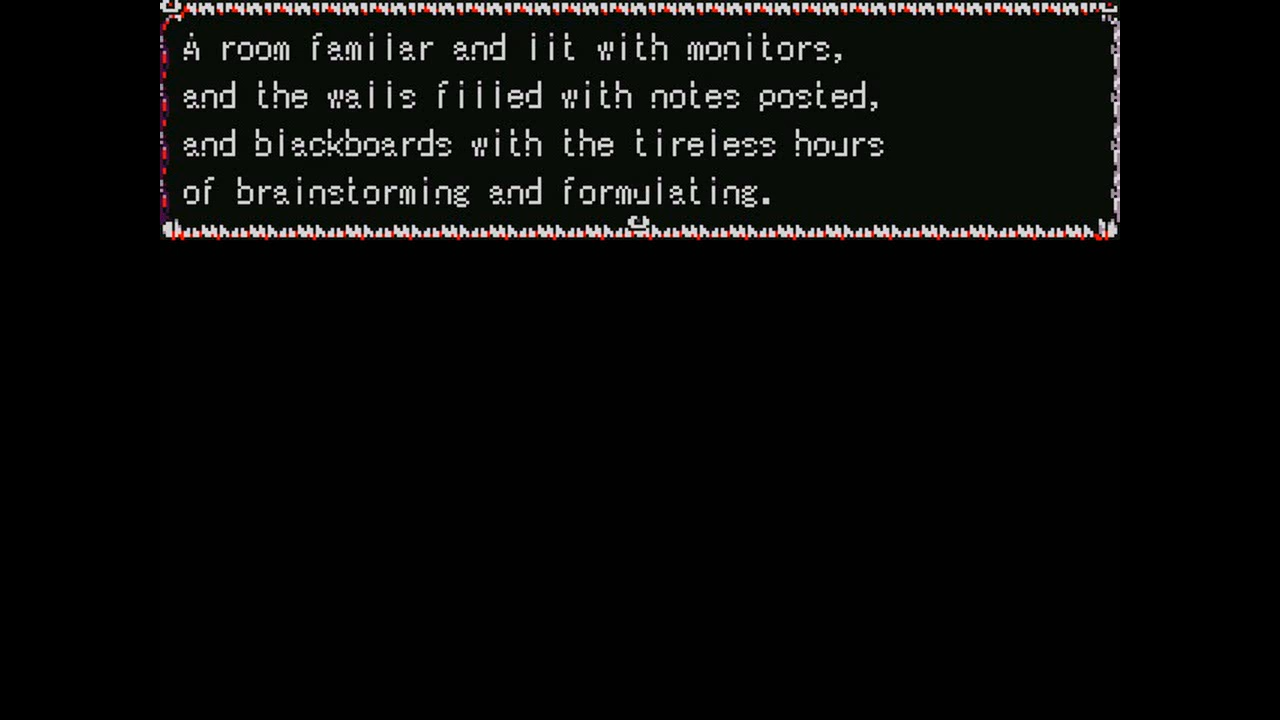 A room familar and lit with monitors,
and the walls filled with notes posted,
and blackboards with the tireless hours
of brainstorming and formulating.